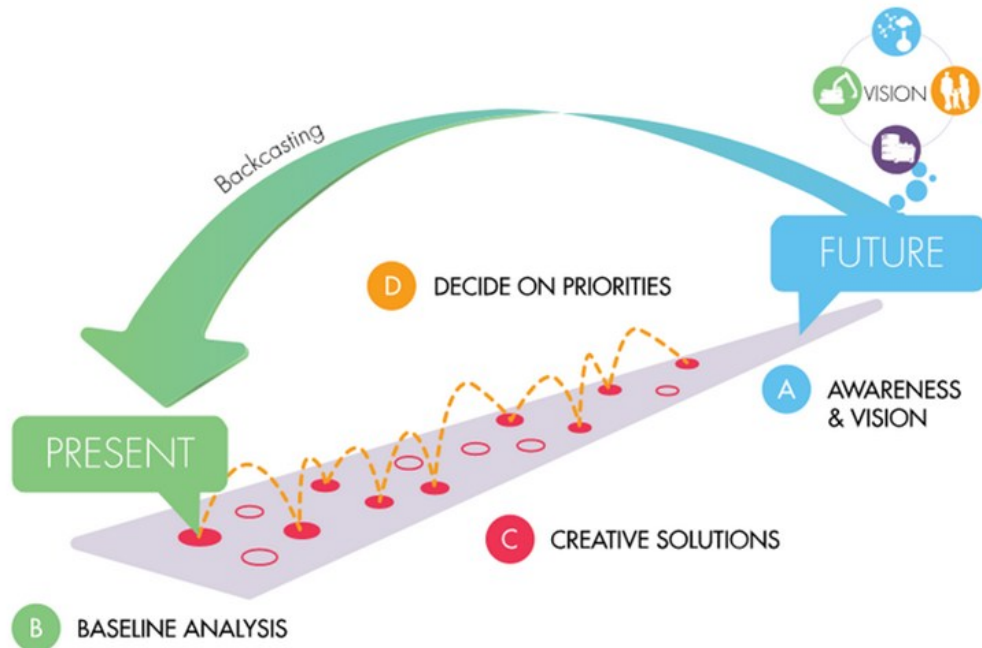 VISION
Backcasting
FUTURE
D DECIDE ON PRIORITIES
A AWARENESS
& VISION
PRESENT
C CREATIVE SOLUTIONS
B BASELINE ANALYSIS